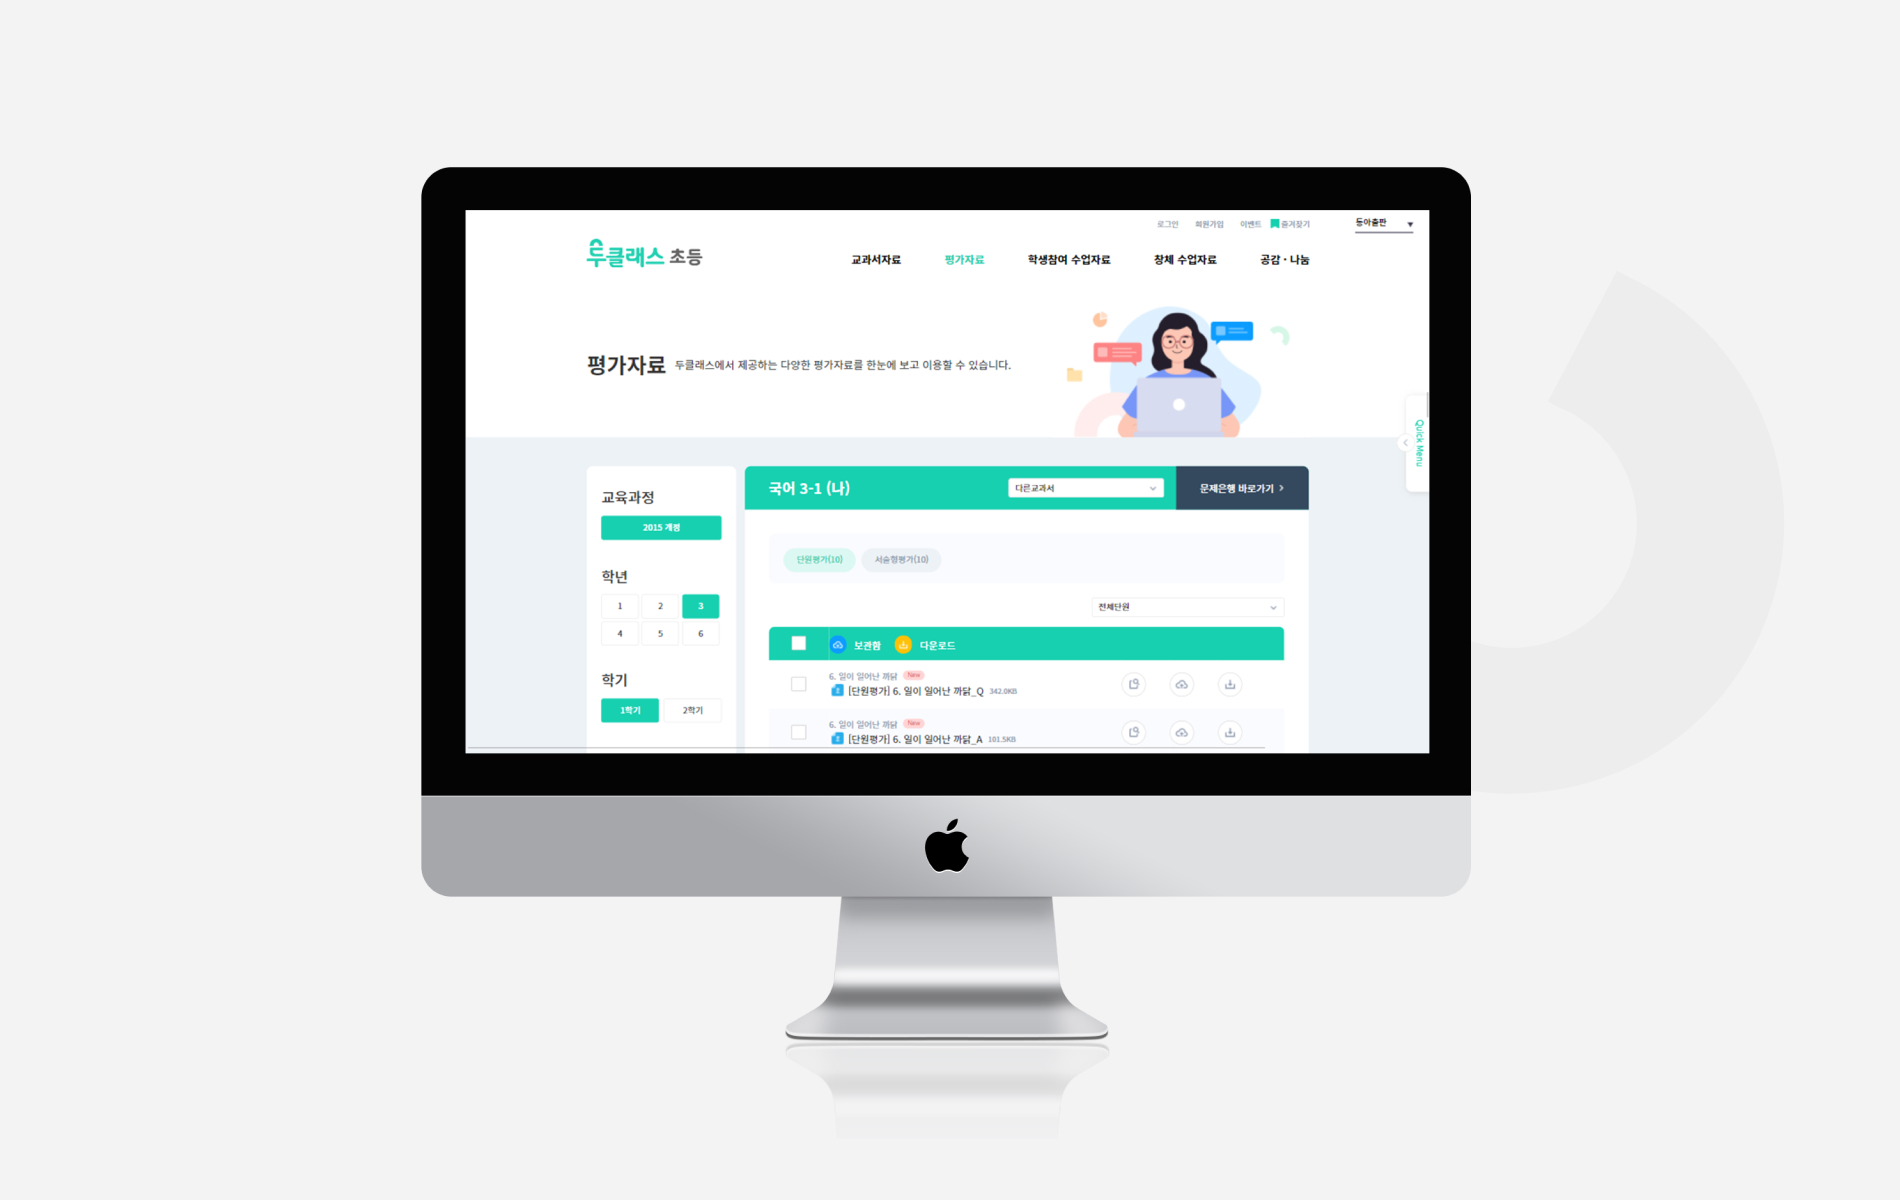 로그인 회원가입 이벤트 즐겨찾기 동아출판
두클래스 초등
교과서자료 평가자료 학생참여 수업자료 창체 수업자료 공감 · 나눔
평가자료 두클래스에서 제공하는 다양한 평가자료를 한눈에 보고 이용할 수 있습니다.
Quick Menu
교육과정
2015 개정
학년
1 2 3
4 5 6
학기
1학기 2학기
국어 3-1 (나) 다른교과서 문제은행 바로가기
단원평가(10) 서술형평가(10)
전체단원
보관함 다운로드
6. 일이 일어난 까닭 New
[단원평가] 6. 일이 일어난 까닭_Q 342.0KB
6. 일이 일어난 까닭 New
[단원평가] 6. 일이 일어난 까닭_A 101.5KB